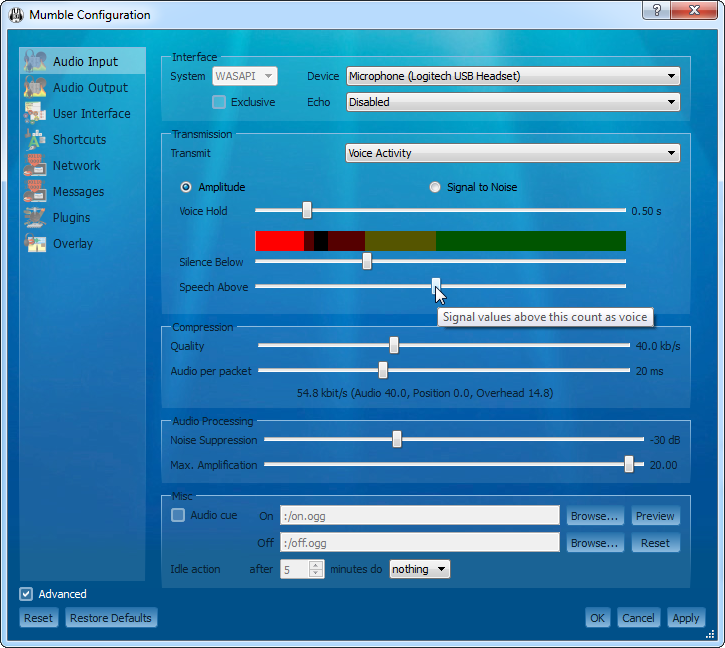 Mumble Configuration
?
Audio Input
Audio Output
User Interface
Shortcuts
Network
Messages
Plugins
Overlay
Interface
System WASAPI Device Microphone (Logitech USB Headset)
Exclusive Echo Disabled
Transmission
Transmit Voice Activity
Amplitude Signal to Noise
Voice Hold 0.50 s
Silence Below
Speech Above
Signal values above this count as voice
Compression
Quality 40.0 kb/s
Audio per packet 20 ms
54.8 kbit/s (Audio 40.0, Position 0.0, Overhead 14.8)
Audio Processing
Noise Suppression -30 dB
Max. Amplification 20.00
Misc
Audio cue On :/on.ogg Browse... Preview
Off :/off.ogg Browse... Reset
Idle action after 5 minutes do nothing
Advanced
Reset Restore Defaults OK Cancel Apply